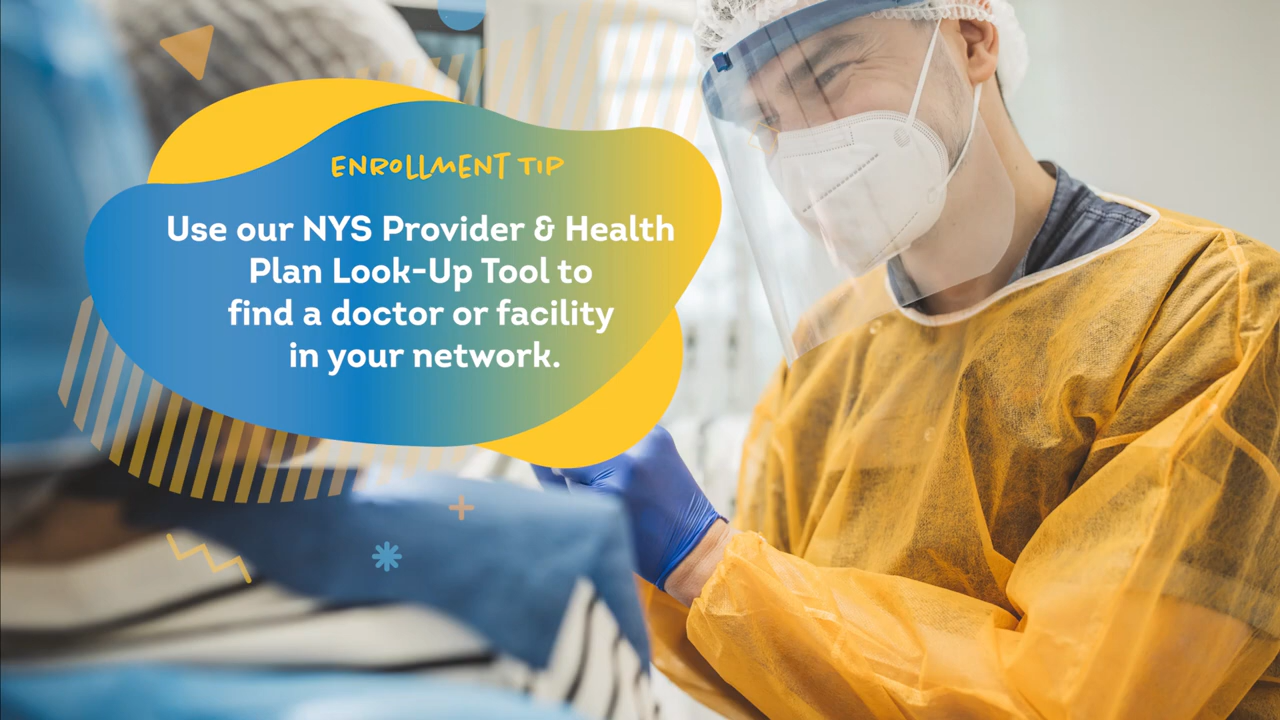 ENROLLMENT TIP
Use our NYS Provider & Health
Plan Look-Up Tool to
find a doctor or facility
in your network.